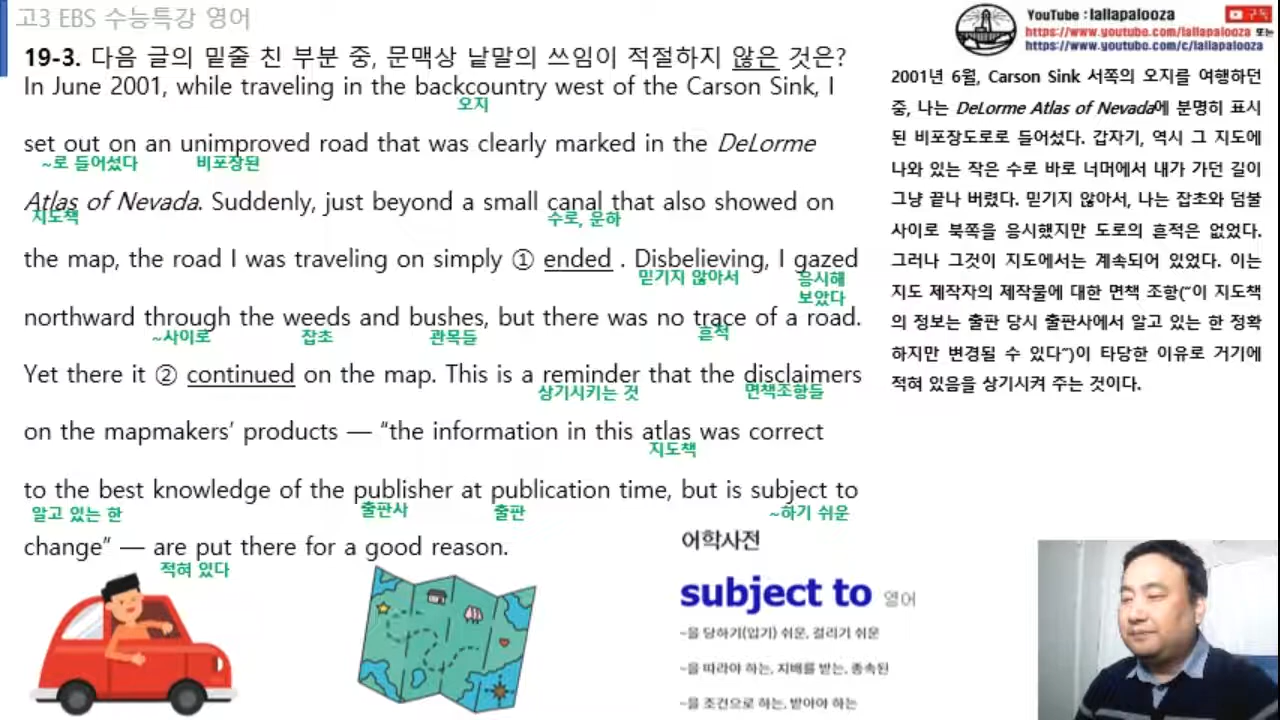 고3 EBS 수능특강 영어
19-3. 다음 글의 밑줄 친 부분 중, 문맥상 낱말의 쓰임이 적절하지 않은 것은?
In June 2001, while traveling in the backcountry west of the Carson Sink, I
오지
set out on an unimproved road that was clearly marked in the DeLorme
~로 들어섰다 비포장된
Atlas of Nevada. Suddenly, just beyond a small canal that also showed on
지도책 수로, 운하
the map, the road I was traveling on simply ① ended . Disbelieving, I gazed
믿기지 않아서 응시해 보았다
northward through the weeds and bushes, but there was no trace of a road.
~사이로 잡초 관목들 흔적
Yet there it ② continued on the map. This is a reminder that the disclaimers
상기시키는 것 면책조항들
on the mapmakers’ products — “the information in this atlas was correct
지도책
to the best knowledge of the publisher at publication time, but is subject to
알고 있는 한 출판사 출판 ~하기 쉬운
change” — are put there for a good reason.
적혀 있다
YouTube : lallapalooza 구독
https://www.youtube.com/lallapalooza 또는
https://www.youtube.com/c/lallapalooza
2001년 6월, Carson Sink 서쪽의 오지를 여행하던
중, 나는 DeLorme Atlas of Nevada에 분명히 표시
된 비포장도로로 들어섰다. 갑자기, 역시 그 지도에
나와 있는 작은 수로 바로 너머에서 내가 가던 길이
그냥 끝나 버렸다. 믿기지 않아서, 나는 잡초와 덤불
사이로 북쪽을 응시했지만 도로의 흔적은 없었다.
그러나 그것이 지도에서는 계속되어 있었다. 이는
지도 제작자의 제작물에 대한 면책 조항(“이 지도책
의 정보는 출판 당시 출판사에서 알고 있는 한 정확
하지만 변경될 수 있다”)이 타당한 이유로 거기에
적혀 있음을 상기시켜 주는 것이다.
어학사전
subject to 영어
~을 당하기(입기) 쉬운, 걸리기 쉬운
~을 따라야 하는, 지배를 받는, 종속된
~을 조건으로 하는, 받아야 하는